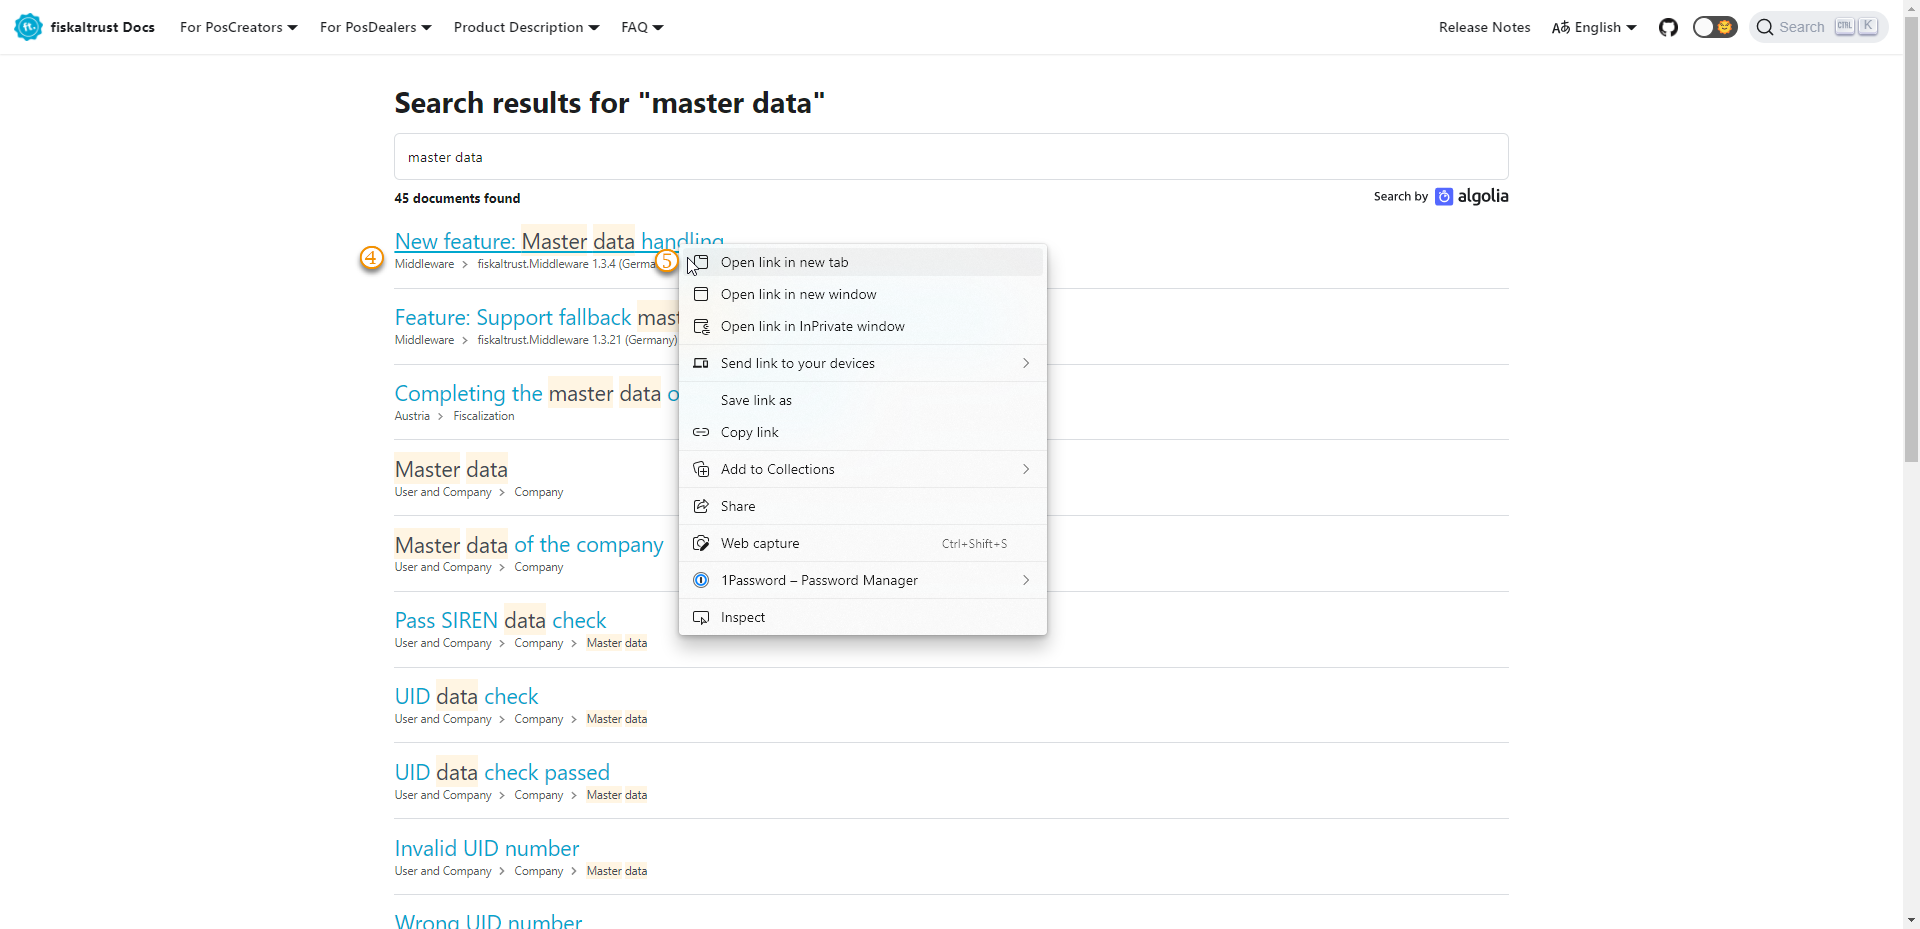 fiskaltrust Docs For PosCreators For PosDealers Product Description FAQ Release Notes English Search CTRL K
Search results for "master data"
master data
45 documents found
Search by algolia
New feature: Master data handling
4
Middleware > fiskaltrust.Middleware 1.3.4 (Germa
5
Feature: Support fallback mast
Middleware > fiskaltrust.Middleware 1.3.21 (Germany)
Completing the master data o
Austria > Fiscalization
Master data
User and Company > Company
Master data of the company
User and Company > Company
Pass SIREN data check
User and Company > Company > Master data
UID data check
User and Company > Company > Master data
UID data check passed
User and Company > Company > Master data
Invalid UID number
User and Company > Company > Master data
Wrong UID number
Open link in new tab
Open link in new window
Open link in InPrivate window
Send link to your devices
Save link as
Copy link
Add to Collections
Share
Web capture Ctrl+Shift+S
1Password – Password Manager
Inspect